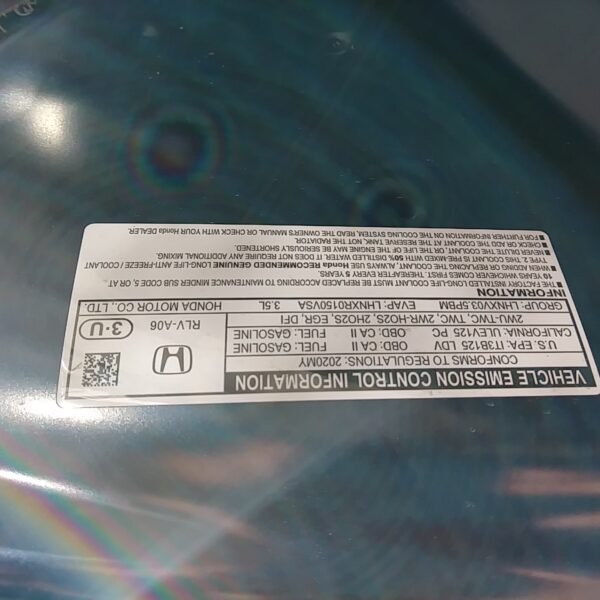 VEHICLE EMISSION CONTROL INFORMATION
CONFORMS TO REGULATIONS: 2020MY
U.S. EPA: IT3B125 LDV OBD: CA II FUEL: GASOLINE
CALIFORNIA: ULEV125 PC OBD: CA II FUEL: GASOLINE
2WU-TWC, TWC, 2WR-HO2S, 2HO2S, EGR, DFI
GROUP: LHNXV03.5PBM EVAP: LHNXR0150VSA 3.5L
RLV-A06
3-U
HONDA MOTOR CO., LTD.
INFORMATION
■ THE FACTORY INSTALLED COOLANT MUST BE REPLACED ACCORDING TO MAINTENANCE MINDER SUB CODE, 5, OR AT
YEARS, WHICHEVER COMES FIRST. THEREAFTER, REPLACE EVERY 5 YEARS.
■ WHEN ADDING OR REPLACING THE COOLANT, ALWAYS USE RECOMMENDED GENUINE Honda LONG-LIFE ANTI-FREEZE / COOLANT
TYPE 2. THIS COOLANT IS PRE-MIXED WITH 50% DISTILLED WATER. IT DOES NOT REQUIRE ANY ADDITIONAL MIXING.
■ NEVER DILUTE THE COOLANT OR THE LIFE OF THE ENGINE MAY BE SERIOUSLY SHORTENED.
■ CHECK OR ADD THE COOLANT AT THE RESERVE TANK, NOT THE RADIATOR.
■ FOR FURTHER INFORMATION ON THE COOLING SYSTEM, READ THE OWNERS MANUAL OR CHECK WITH YOUR Honda DEALER.